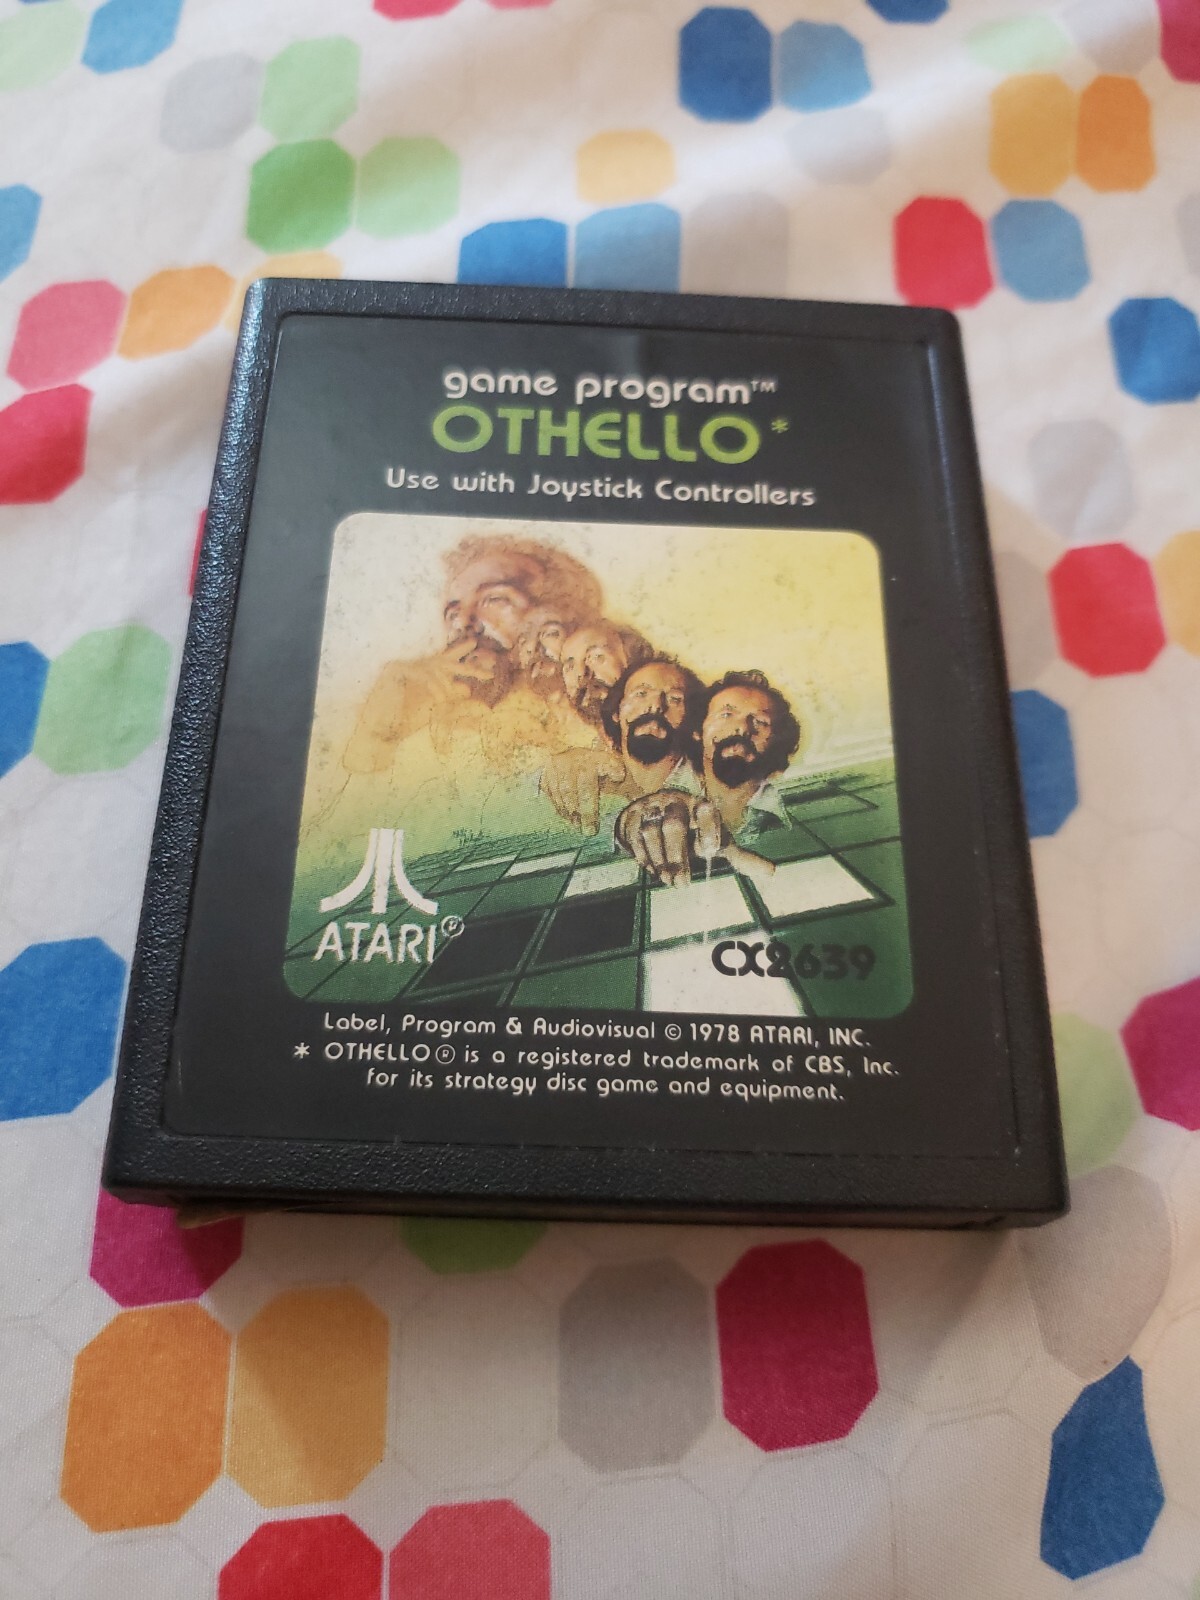 game program™
OTHELLO*
Use with Joystick Controllers
ATARI®
CX2639
Label, Program & Audiovisual © 1978 ATARI, INC.
* OTHELLO® is a registered trademark of CBS, Inc.
for its strategy disc game and equipment.